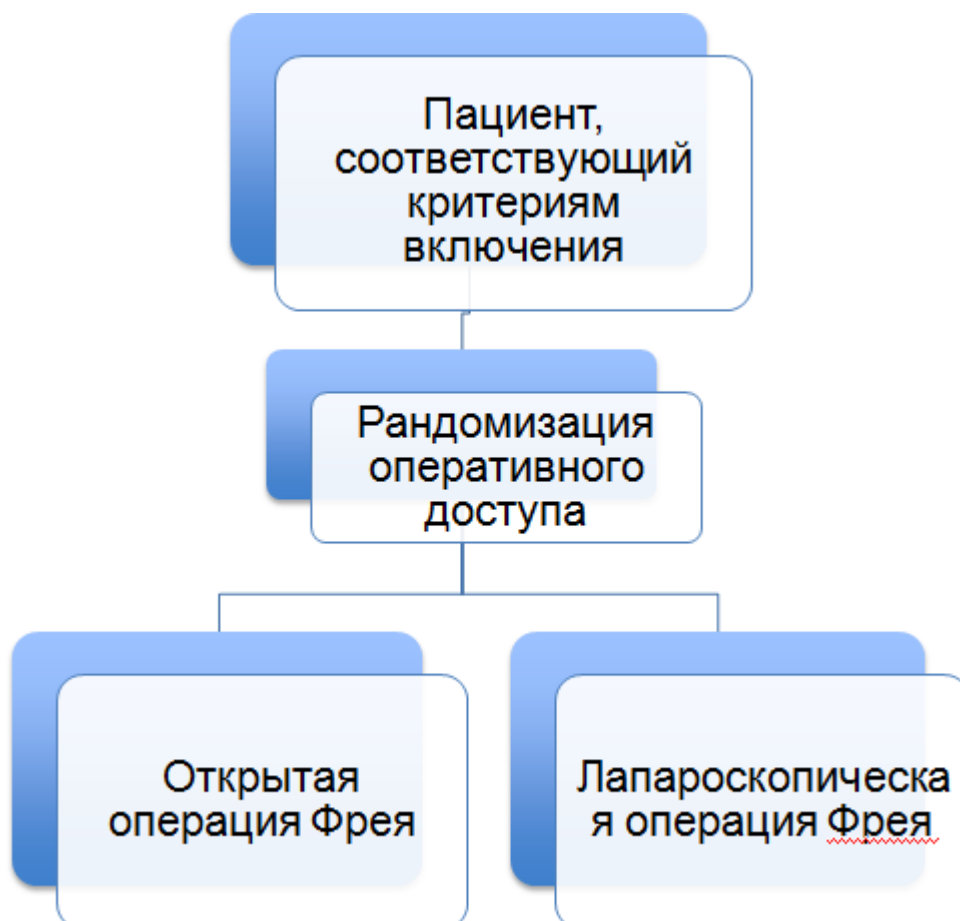 Пациент,
соответствующий
критериям
включения
Рандомизация
оперативного
доступа
Открытая
операция Фрея
Лапароскопическа
я операция Фрея